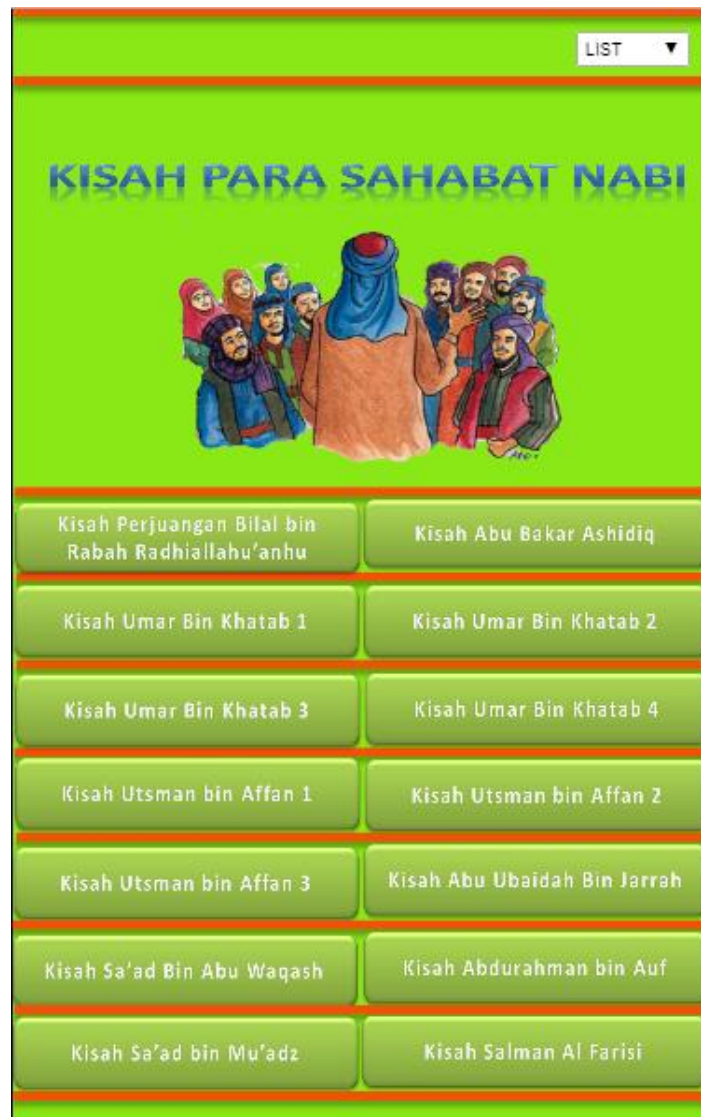 LIST
KISAH PARA SAHABAT NABI
Kisah Perjuangan Bilal bin
Rabah Radhiallahu'anhu
Kisah Abu Bakar Ashidiq
Kisah Umar Bin Khatab 1
Kisah Umar Bin Khatab 2
Kisah Umar Bin Khatab 3
Kisah Umar Bin Khatab 4
Kisah Utsman bin Affan 1
Kisah Utsman bin Affan 2
Kisah Utsman bin Affan 3
Kisah Abu Ubaidah Bin Jarrah
Kisah Sa'ad Bin Abu Waqash
Kisah Abdurahman bin Auf
Kisah Sa'ad bin Mu'adz
Kisah Salman Al Farisi